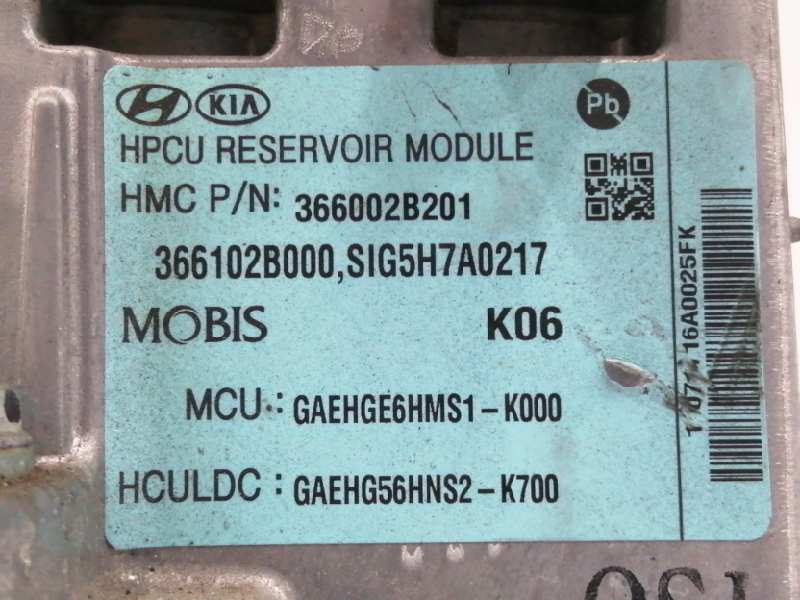 KIA
Pb
HPCU RESERVOIR MODULE
HMC P/N: 366002B201
366102B000,SIG5H7A0217
MOBIS K06
MCU : GAEHGE6HMS1-K000
HCULDC : GAEHG56HNS2-K700